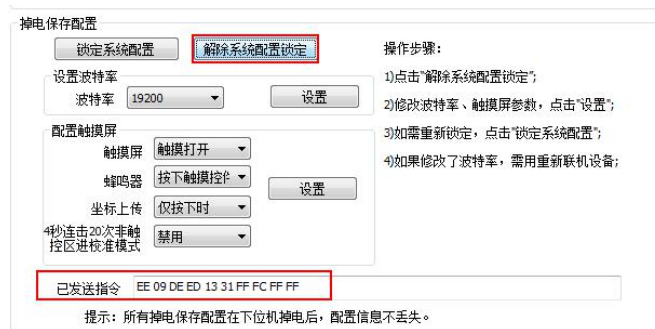 掉电保存配置
锁定系统配置 解除系统配置锁定 操作步骤：
设置波特率 1)点击"解除系统配置锁定";
波特率 19200 设置 2)修改波特率、触摸屏参数，点击"设置";
配置触摸屏 3)如需重新锁定，点击"锁定系统配置";
触摸屏 触摸打开 4)如果修改了波特率，需用重新联机设备;
蜂鸣器 按下触摸控件 设置
坐标上传 仅按下时
4秒连击20次非触
控区进校准模式 禁用
已发送指令 EE 09 DE ED 13 31 FF FC FF FF
提示：所有掉电保存配置在下位机掉电后，配置信息不丢失。